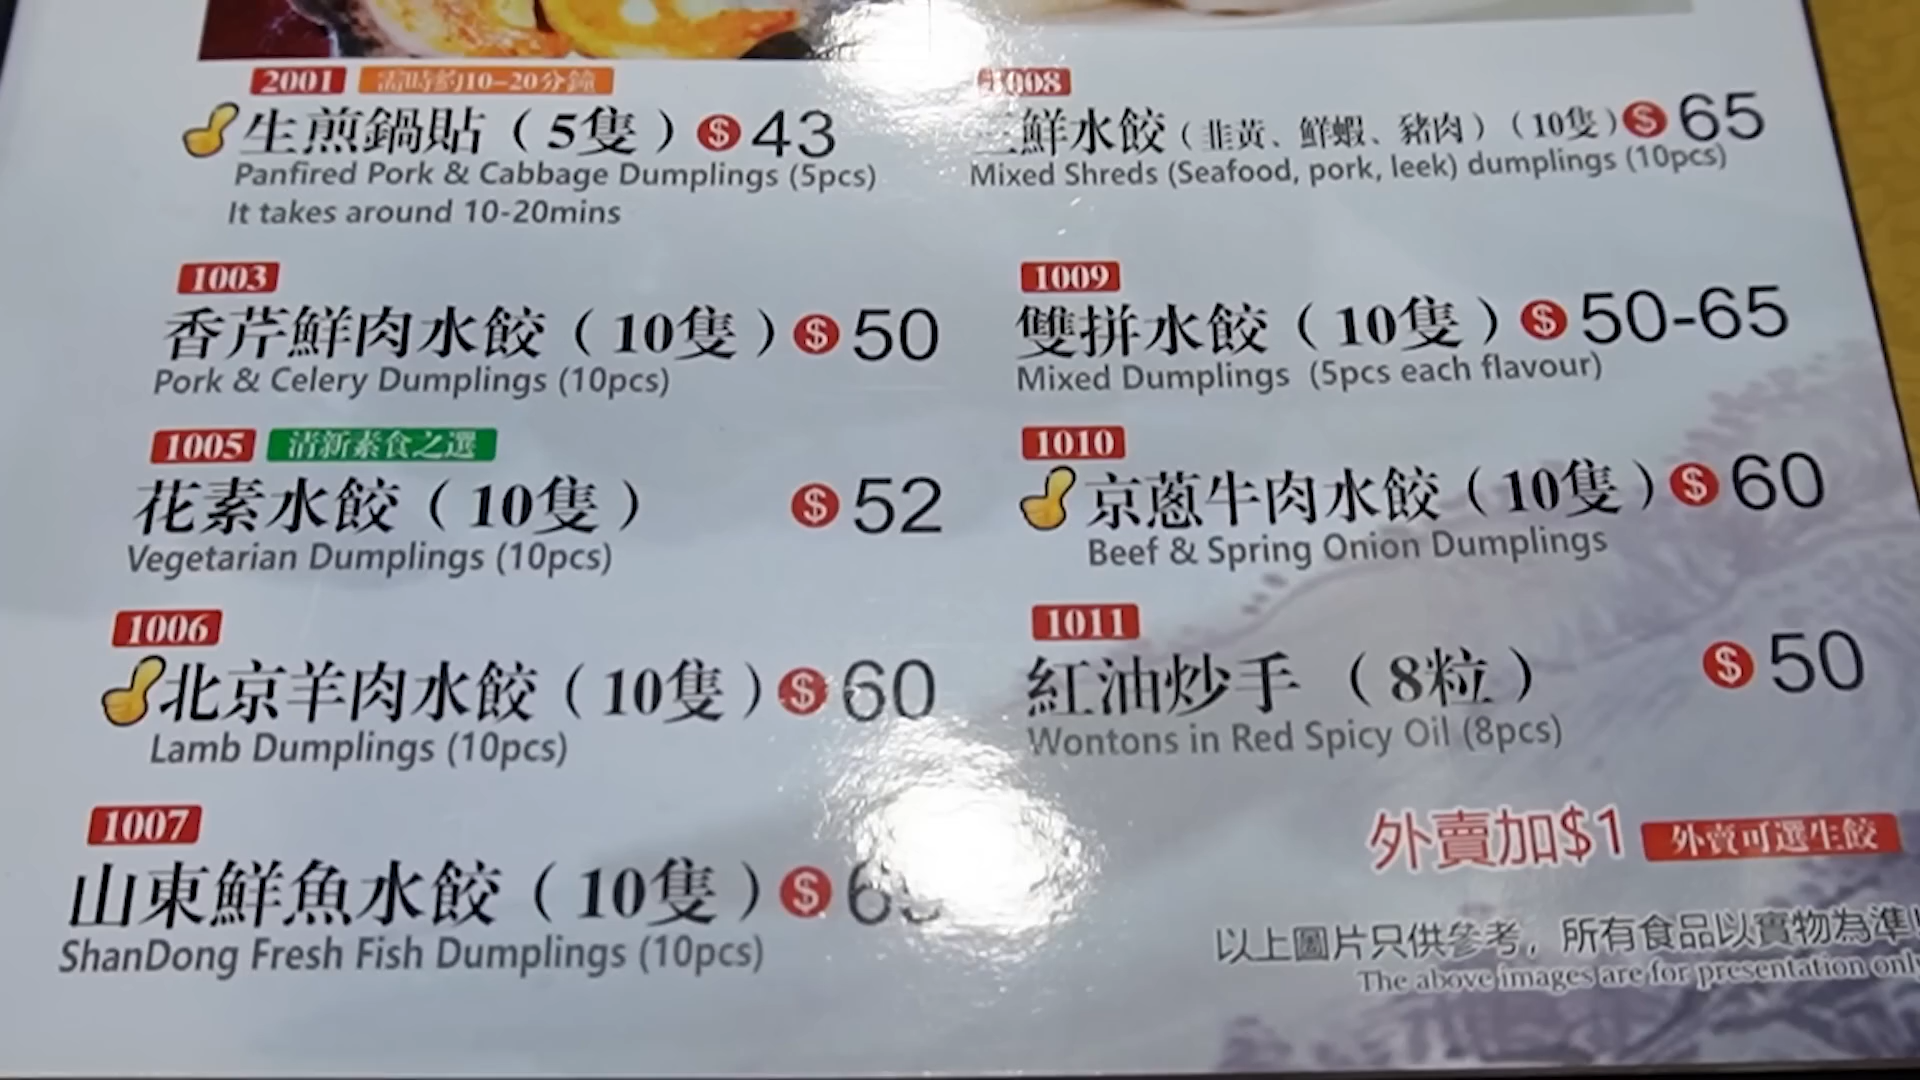 2001 需時約10-20分鐘
生煎鍋貼（5隻）$43
Panfired Pork & Cabbage Dumplings (5pcs)
It takes around 10-20mins
1003
香芹鮮肉水餃（10隻）$50
Pork & Celery Dumplings (10pcs)
1005 清新素食之選
花素水餃（10隻） $52
Vegetarian Dumplings (10pcs)
1006
北京羊肉水餃（10隻）$60
Lamb Dumplings (10pcs)
1007
山東鮮魚水餃（10隻）$
ShanDong Fresh Fish Dumplings (10pcs)
1008
三鮮水餃（韭黃、鮮蝦、豬肉）（10隻）$65
Mixed Shreds (Seafood, pork, leek) dumplings (10pcs)
1009
雙拼水餃（10隻）$50-65
Mixed Dumplings (5pcs each flavour)
1010
京蔥牛肉水餃（10隻）$60
Beef & Spring Onion Dumplings
1011
紅油炒手（8粒） $50
Wontons in Red Spicy Oil (8pcs)
外賣加$1 外賣可選生餃
以上圖片只供參考，所有食品以實物為準!
The above images are for presentation only